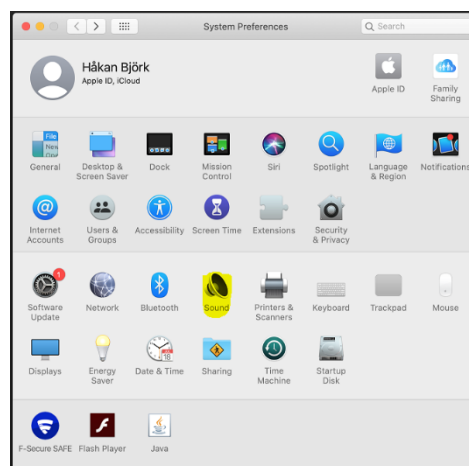 System Preferences
Search
Håkan Björk
Apple ID, iCloud
Apple ID
Family
Sharing
File
New
General
Desktop &
Screen Saver
Dock
Mission
Control
Siri
Spotlight
Language
& Region
Notifications
Internet
Accounts
Users &
Groups
Accessibility
Screen Time
Extensions
Security
& Privacy
1
Software
Update
Network
Bluetooth
Sound
Printers &
Scanners
Keyboard
Trackpad
Mouse
Displays
Energy
Saver
18
Date & Time
Sharing
Time
Machine
Startup
Disk
F-Secure SAFE
Flash Player
Java